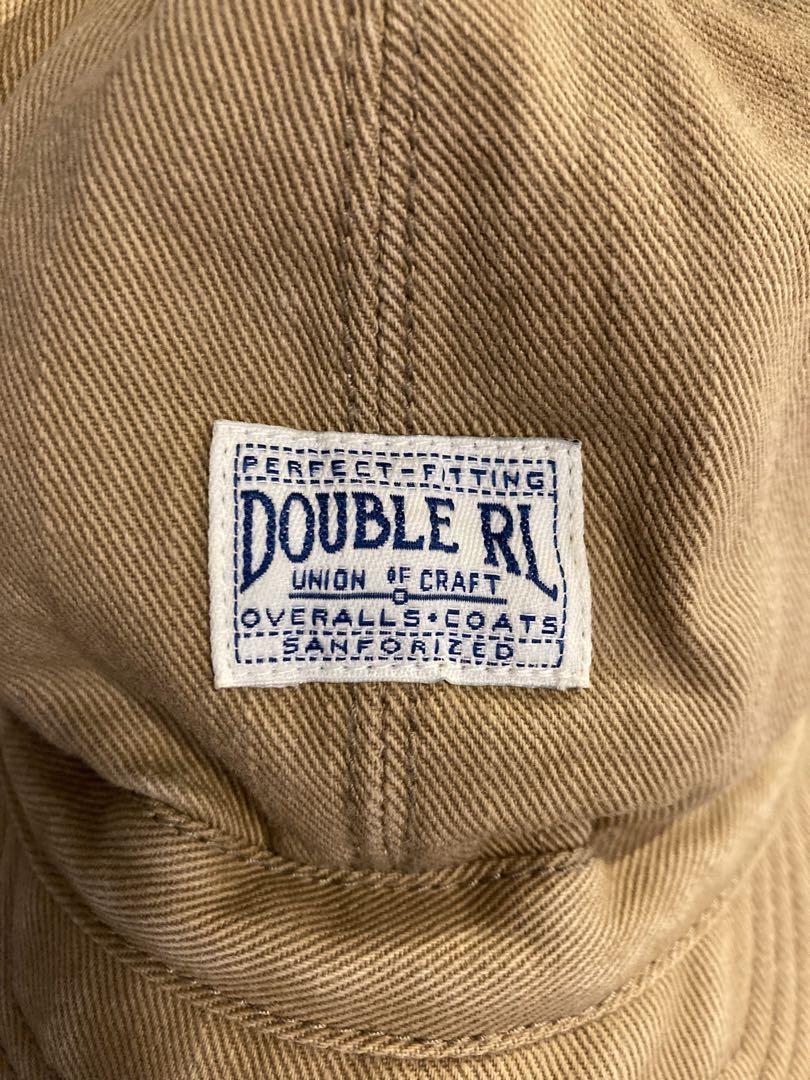 PERFECT-FITTING
DOUBLE RL
UNION OF CRAFT
OVERALLS·COATS
SANFORIZED